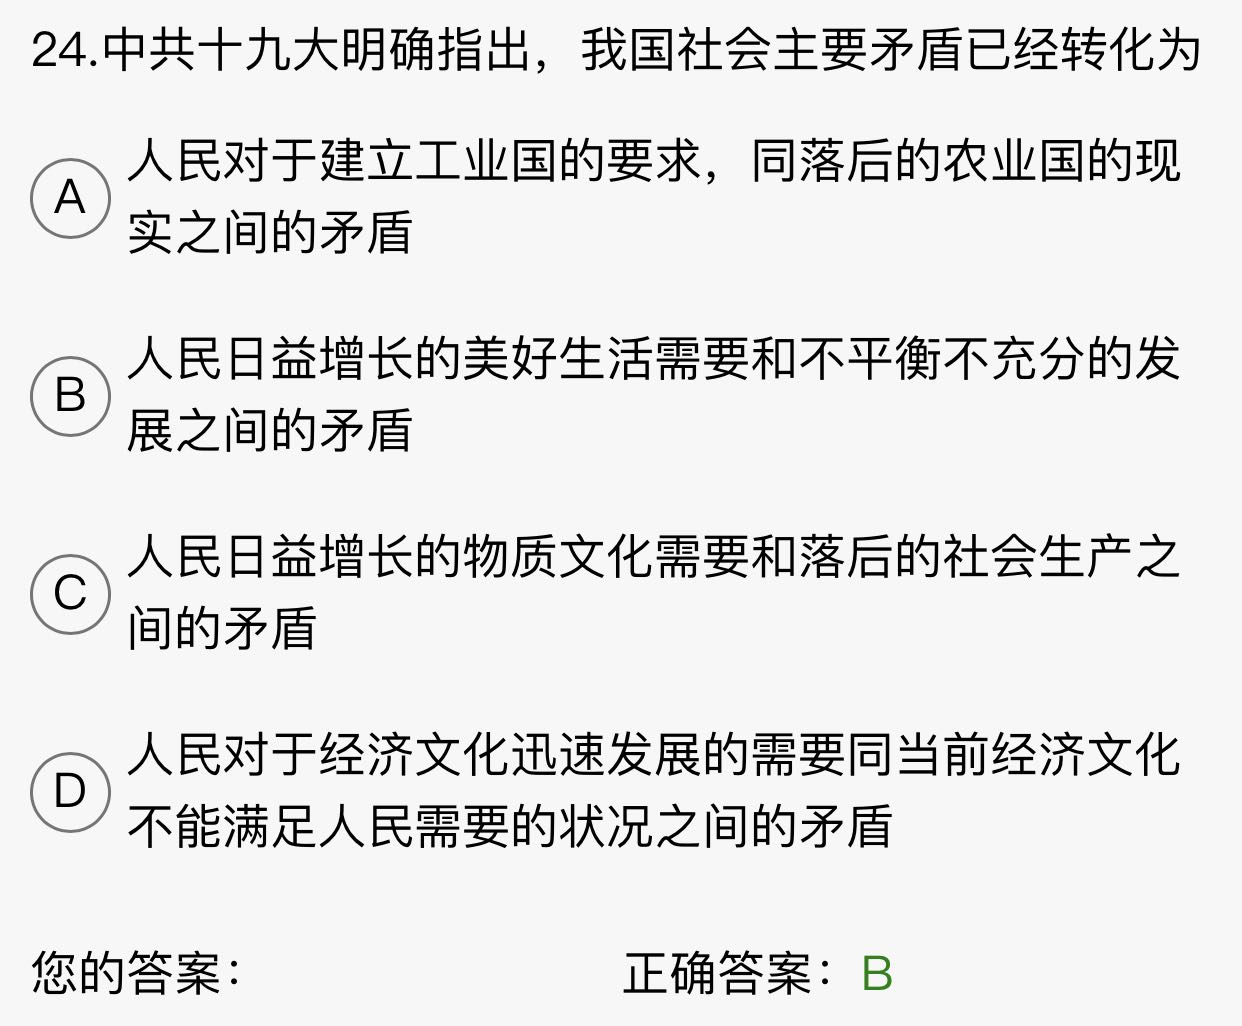 24.中共十九大明确指出，我国社会主要矛盾已经转化为
A
人民对于建立工业国的要求，同落后的农业国的现
实之间的矛盾
B
人民日益增长的美好生活需要和不平衡不充分的发
展之间的矛盾
C
人民日益增长的物质文化需要和落后的社会生产之
间的矛盾
D
人民对于经济文化迅速发展的需要同当前经济文化
不能满足人民需要的状况之间的矛盾
您的答案： 正确答案：B